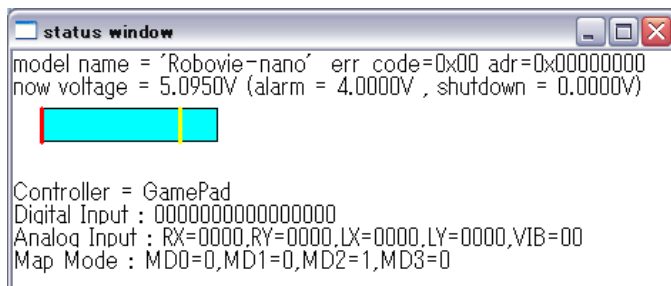 status window
model name = 'Robovie-nano'  err code=0x00 adr=0x00000000
now voltage = 5.0950V (alarm = 4.0000V , shutdown = 0.0000V)
Controller = GamePad
Digital Input : 0000000000000000
Analog Input : RX=0000,RY=0000,LX=0000,LY=0000,VIB=00
Map Mode : MD0=0,MD1=0,MD2=1,MD3=0